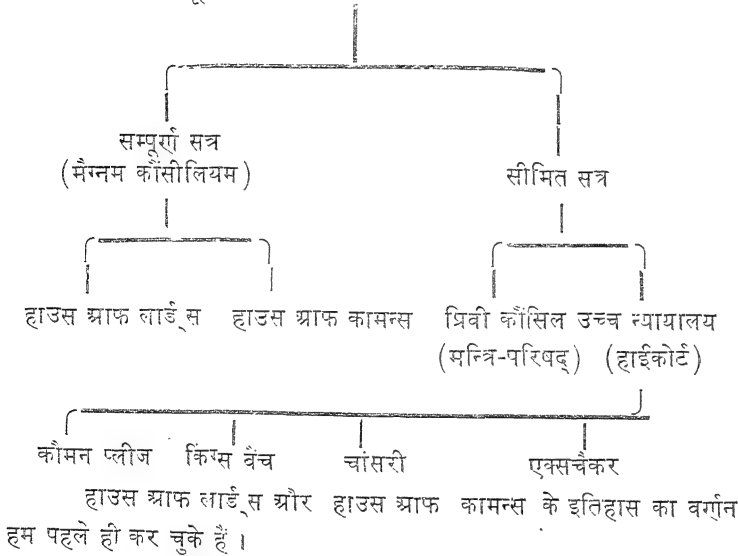 सम्पूर्ण सत्र
(मैग्नम कौंसीलियम)
सीमित सत्र
हाउस आफ लार्ड्स हाउस आफ कामन्स प्रिवी कौंसिल उच्च न्यायालय
(मन्त्रि-परिषद्) (हाईकोर्ट)
कौमन प्लीज किंग्स बैंच चांसरी एक्सचैकर
हाउस आफ लार्ड्स और हाउस आफ कामन्स के इतिहास का वर्णन
हम पहले ही कर चुके हैं ।